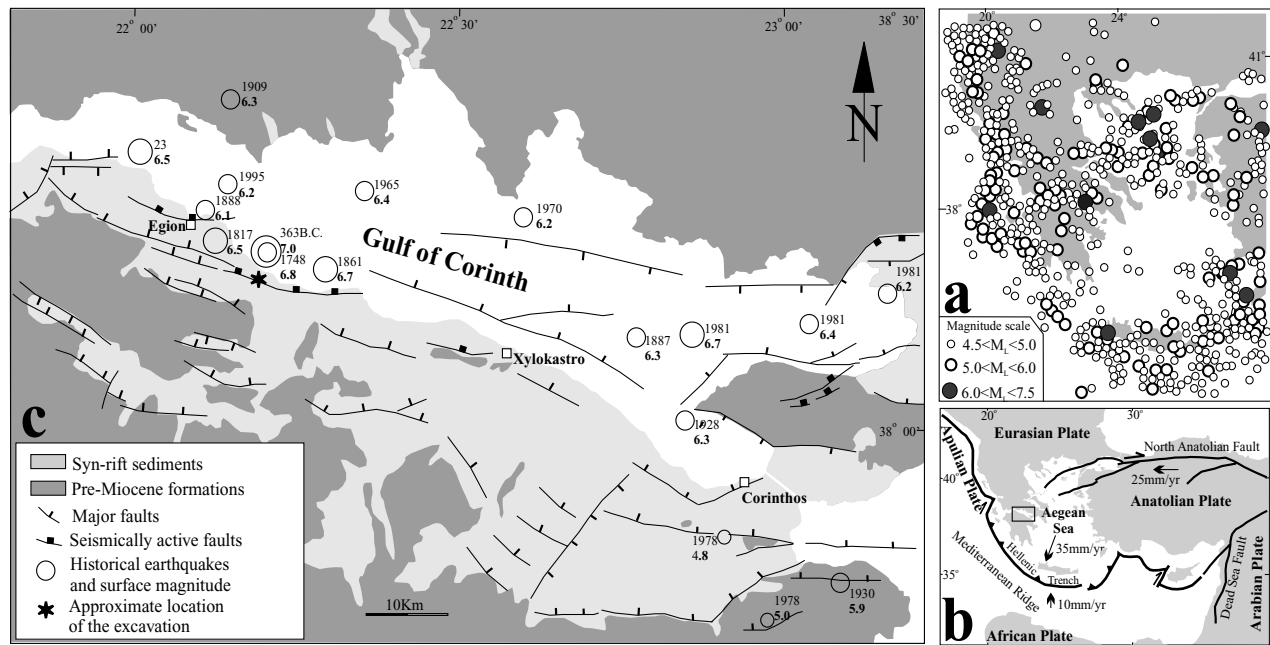 22° 00'
22° 30'
23° 00'
38° 30'
N
1909
6.3
23
6.5
1995
6.2
1888
6.1
Egion
1817
6.5
363B.C.
7.0
1748
6.8
1861
6.7
1965
6.4
1970
6.2
Gulf of Corinth
1981
6.2
1981
6.4
1981
6.7
1887
6.3
Xylokastro
1928
6.3
38° 00'
Corinthos
1978
4.8
1930
5.9
1978
5.0
c
Syn-rift sediments
Pre-Miocene formations
Major faults
Seismically active faults
Historical earthquakes
and surface magnitude
Approximate location
of the excavation
10Km
20°
24°
41°
38°
a
Magnitude scale
4.5<ML<5.0
5.0<ML<6.0
6.0<ML<7.5
20°
30°
40°
35°
Eurasian Plate
Apulian Plate
North Anatolian Fault
25mm/yr
Anatolian Plate
Aegean
Sea
35mm/yr
Hellenic
Trench
Mediterranean Ridge
10mm/yr
Dead Sea Fault
Arabian Plate
African Plate
b